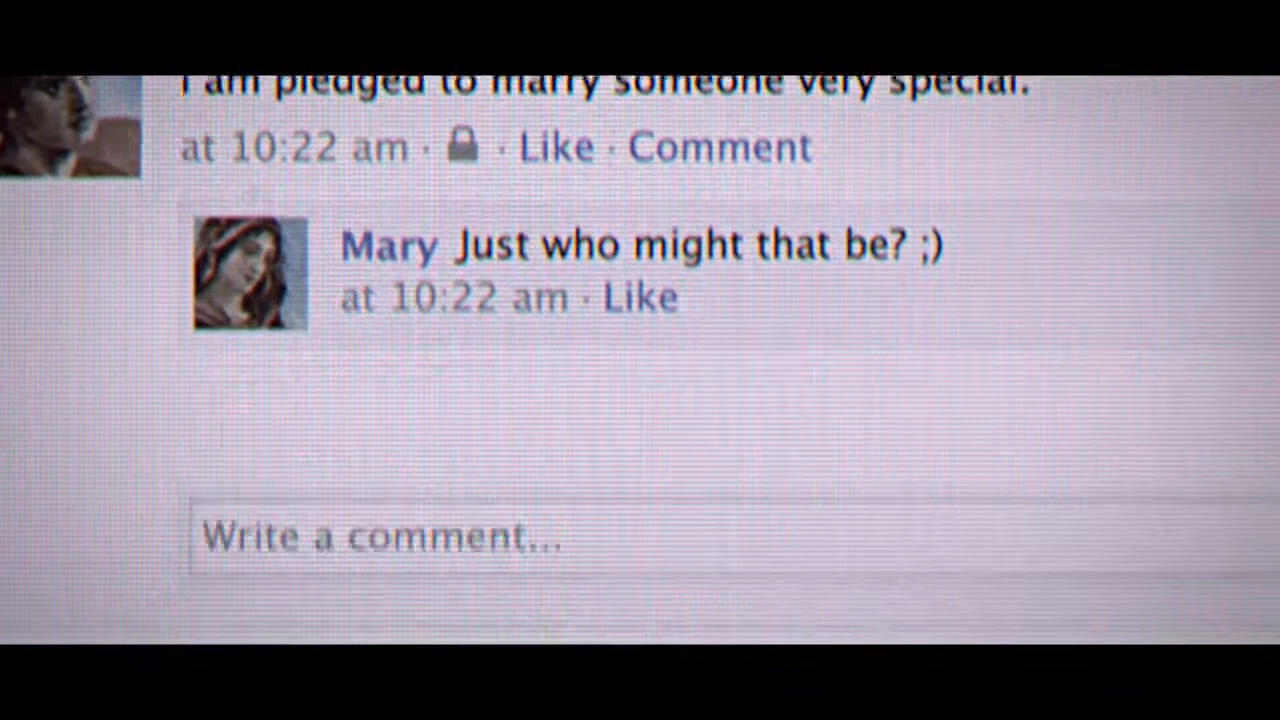 I am pledged to marry someone very special.
at 10:22 am · · Like · Comment
Mary Just who might that be? ;)
at 10:22 am · Like
Write a comment...